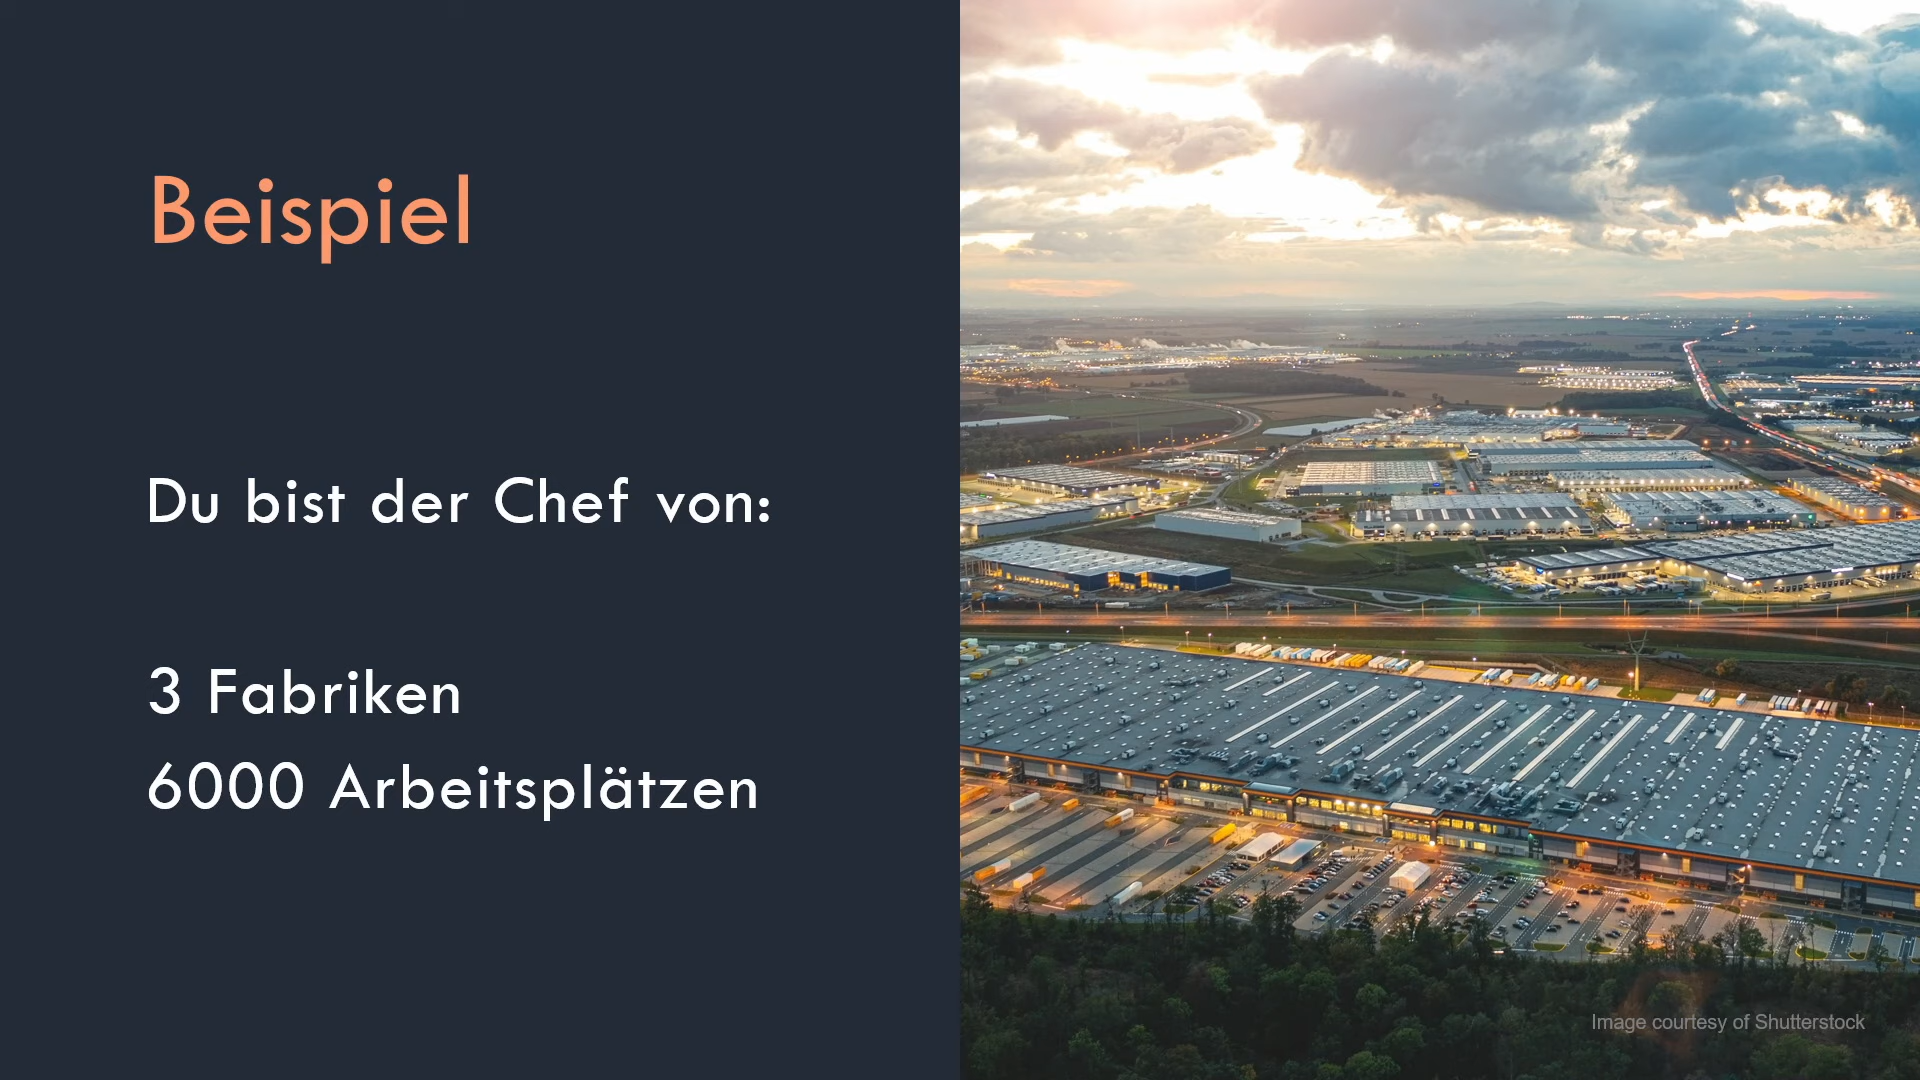 Beispiel
Du bist der Chef von:
3 Fabriken
6000 Arbeitsplätzen
Image courtesy of Shutterstock